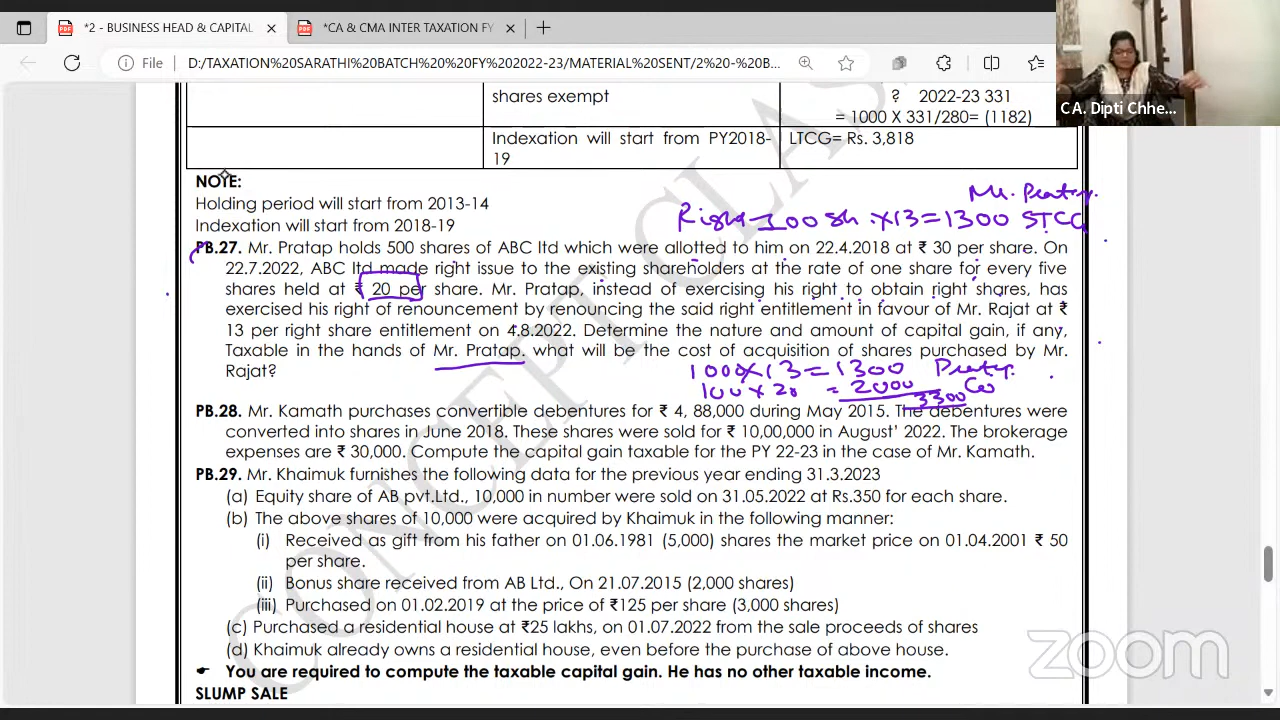 *2 - BUSINESS HEAD & CAPITAL
*CA & CMA INTER TAXATION FY
File D:/TAXATION%20SARATHI%20BATCH%20%20FY%202022-23/MATERIAL%20SENT/2%20-%20B...
CA. Dipti Chhe...
shares exempt
? 2022-23 331
= 1000 X 331/280= (1182)
Indexation will start from PY2018-19
LTCG= Rs. 3,818
NOTE:
Holding period will start from 2013-14
Mr. Pratap.
Right 100 sh. x 13 = 1300 STCG
Indexation will start from 2018-19
PB.27. Mr. Pratap holds 500 shares of ABC ltd which were allotted to him on 22.4.2018 at ₹ 30 per share. On
22.7.2022, ABC ltd made right issue to the existing shareholders at the rate of one share for every five
shares held at ₹ 20 per share. Mr. Pratap, instead of exercising his right to obtain right shares, has
exercised his right of renouncement by renouncing the said right entitlement in favour of Mr. Rajat at ₹
13 per right share entitlement on 4.8.2022. Determine the nature and amount of capital gain, if any,
Taxable in the hands of Mr. Pratap. what will be the cost of acquisition of shares purchased by Mr.
Rajat?
100 x 13 = 1300 Pratap.
100 x 20 = 2000 Co
3300
PB.28. Mr. Kamath purchases convertible debentures for ₹ 4, 88,000 during May 2015. The debentures were
converted into shares in June 2018. These shares were sold for ₹ 10,00,000 in August' 2022. The brokerage
expenses are ₹ 30,000. Compute the capital gain taxable for the PY 22-23 in the case of Mr. Kamath.
PB.29. Mr. Khaimuk furnishes the following data for the previous year ending 31.3.2023
(a) Equity share of AB pvt.Ltd., 10,000 in number were sold on 31.05.2022 at Rs.350 for each share.
(b) The above shares of 10,000 were acquired by Khaimuk in the following manner:
(i) Received as gift from his father on 01.06.1981 (5,000) shares the market price on 01.04.2001 ₹ 50
per share.
(ii) Bonus share received from AB Ltd., On 21.07.2015 (2,000 shares)
(iii) Purchased on 01.02.2019 at the price of ₹125 per share (3,000 shares)
(c) Purchased a residential house at ₹25 lakhs, on 01.07.2022 from the sale proceeds of shares
(d) Khaimuk already owns a residential house, even before the purchase of above house.
You are required to compute the taxable capital gain. He has no other taxable income.
SLUMP SALE
CONCEPT CLAS
zoom